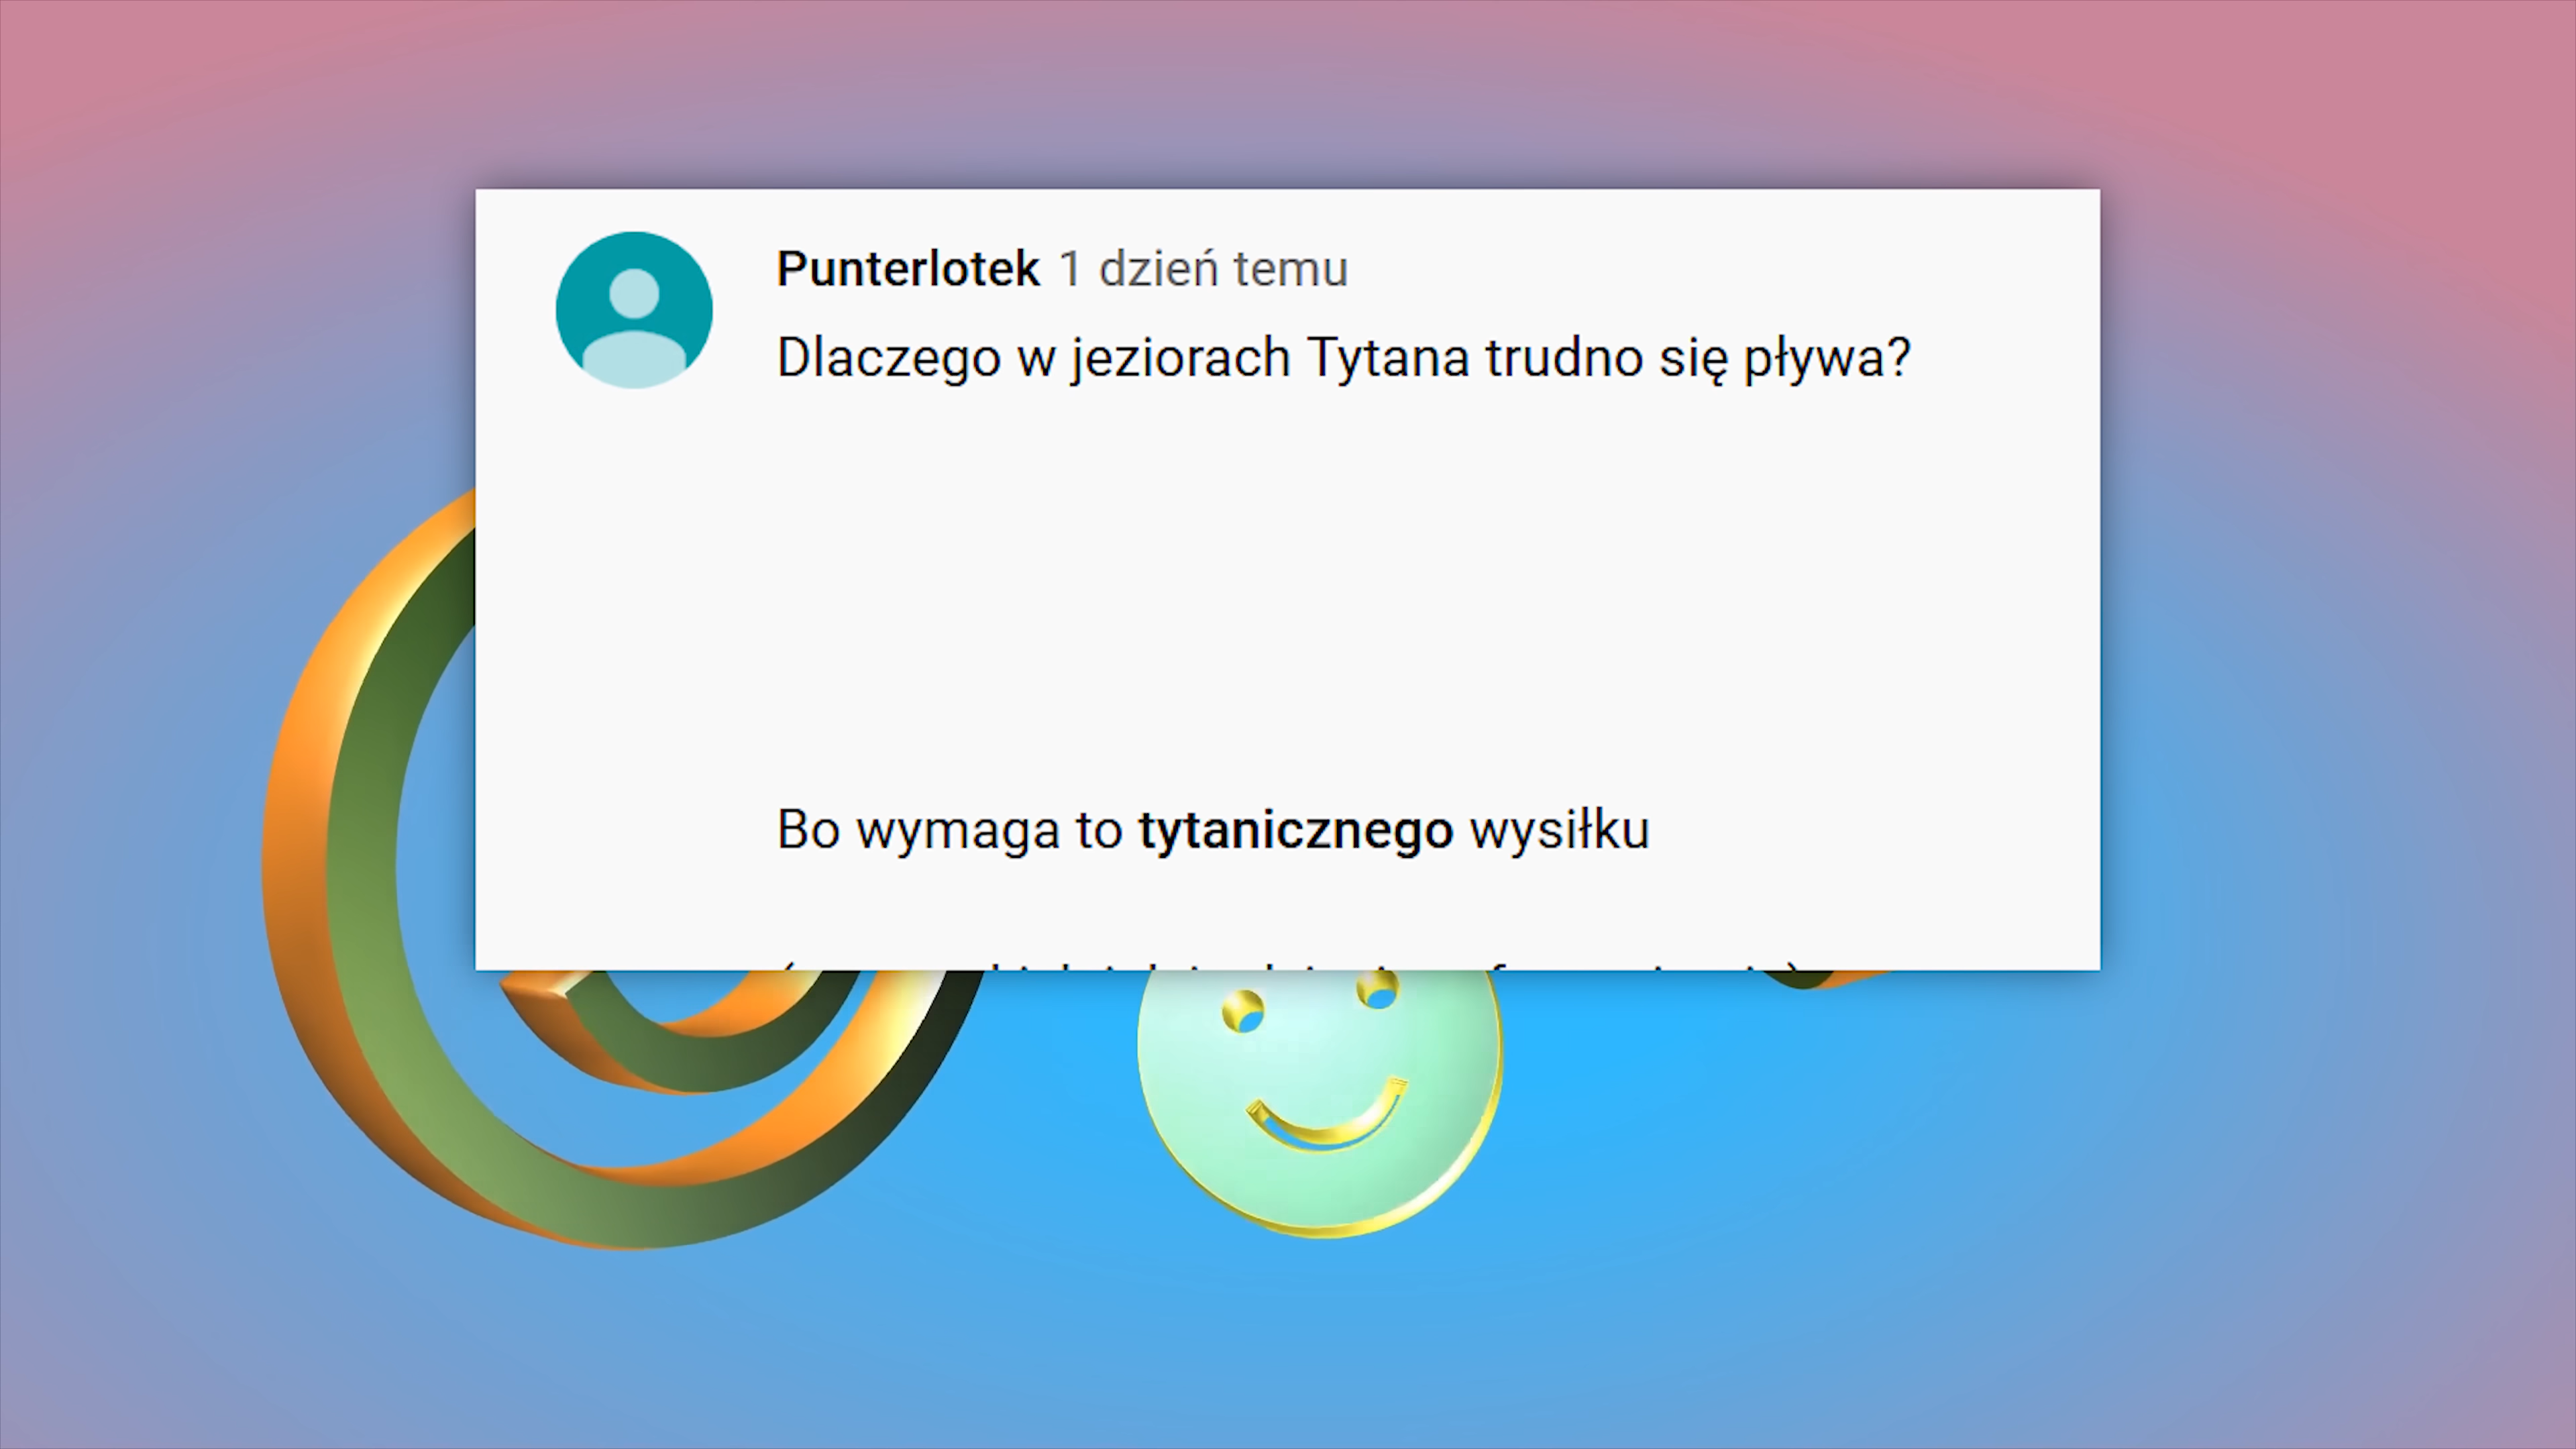 Punterlotek 1 dzień temu
Dlaczego w jeziorach Tytana trudno się pływa?
Bo wymaga to tytanicznego wysiłku